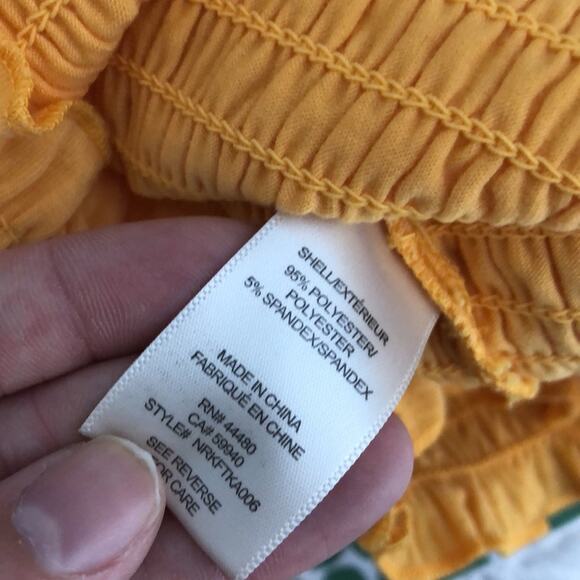 SHELL/EXTÉRIEUR
95% POLYESTER/
POLYESTER
5% SPANDEX/SPANDEX
MADE IN CHINA
FABRIQUÉ EN CHINE
RN# 44480
CA# 59940
STYLE# NRKFTKA006
SEE REVERSE
FOR CARE